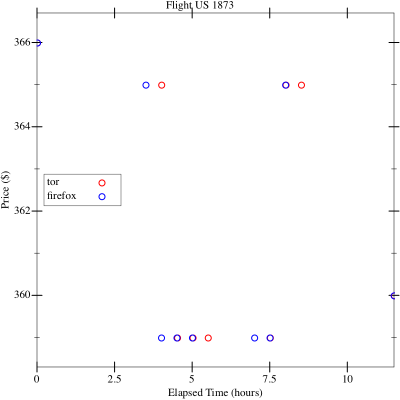 Flight US 1873
366
364
362
360
Price ($)
tor
firefox
0
2.5
5
7.5
10
Elapsed Time (hours)